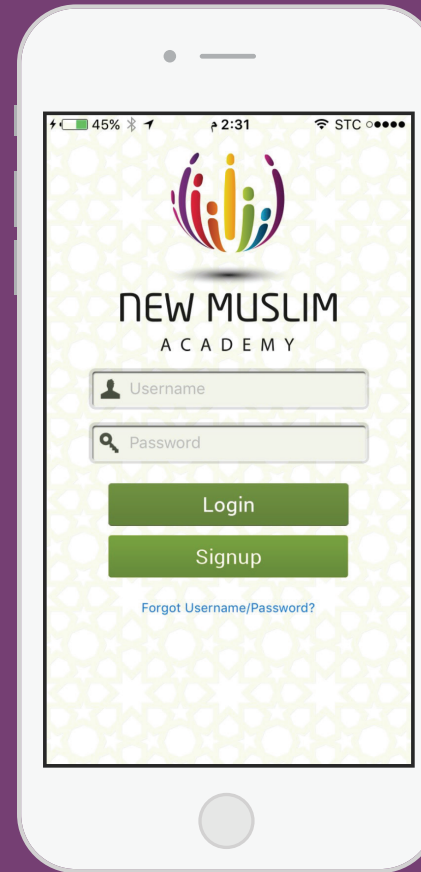 45% 2:31 م STC
NEW MUSLIM
ACADEMY
Username
Password
Login
Signup
Forgot Username/Password?